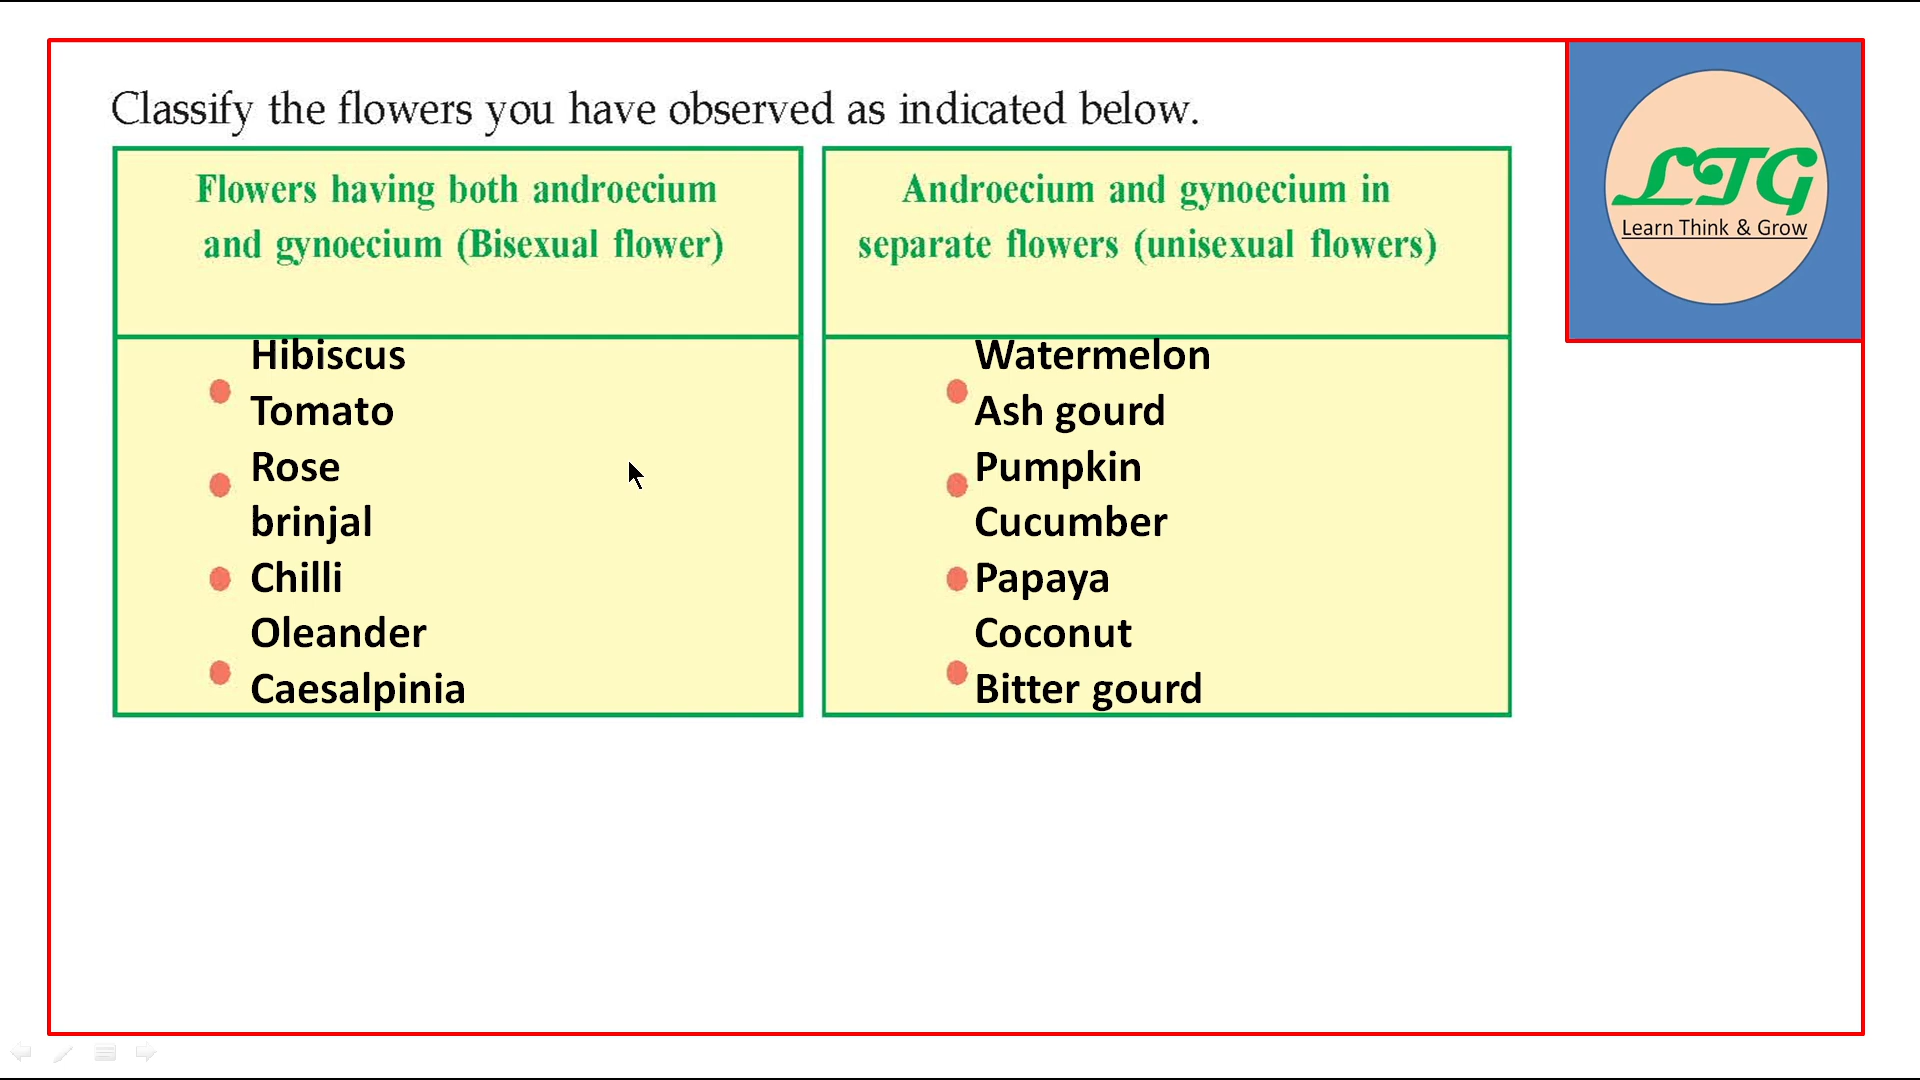 Classify the flowers you have observed as indicated below.
Flowers having both androecium
and gynoecium (Bisexual flower)
Hibiscus
Tomato
Rose
brinjal
Chilli
Oleander
Caesalpinia
Androecium and gynoecium in
separate flowers (unisexual flowers)
Watermelon
Ash gourd
Pumpkin
Cucumber
Papaya
Coconut
Bitter gourd
LTG
Learn Think & Grow